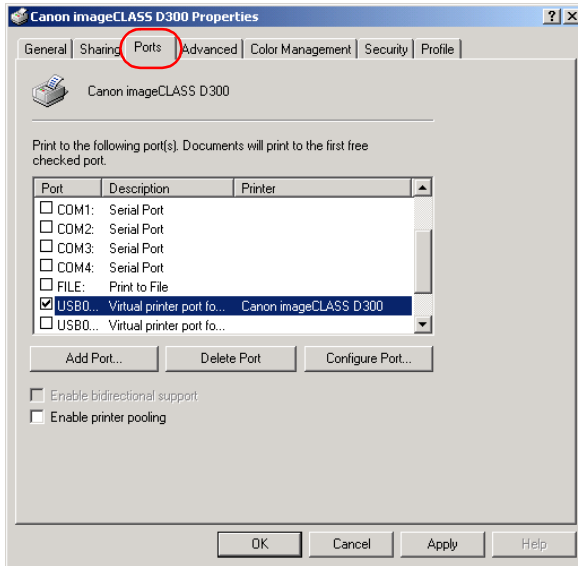 Canon imageCLASS D300 Properties
General Sharing Ports Advanced Color Management Security Profile
Canon imageCLASS D300
Print to the following port(s). Documents will print to the first free
checked port.
Port Description Printer
COM1: Serial Port
COM2: Serial Port
COM3: Serial Port
COM4: Serial Port
FILE: Print to File
USB0... Virtual printer port fo... Canon imageCLASS D300
USB0... Virtual printer port fo...
Add Port... Delete Port Configure Port...
Enable bidirectional support
Enable printer pooling
OK Cancel Apply Help